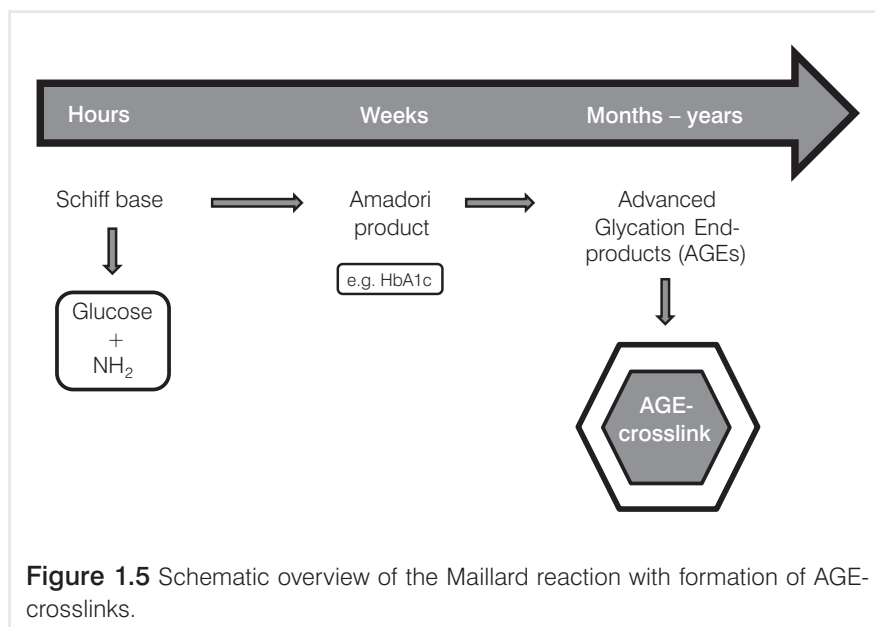 Hours
Weeks
Months – years
Schiff base
Amadori
product
e.g. HbA1c
Advanced
Glycation End-
products (AGEs)
Glucose
+
NH₂
AGE-
crosslink
Figure 1.5 Schematic overview of the Maillard reaction with formation of AGE-
crosslinks.